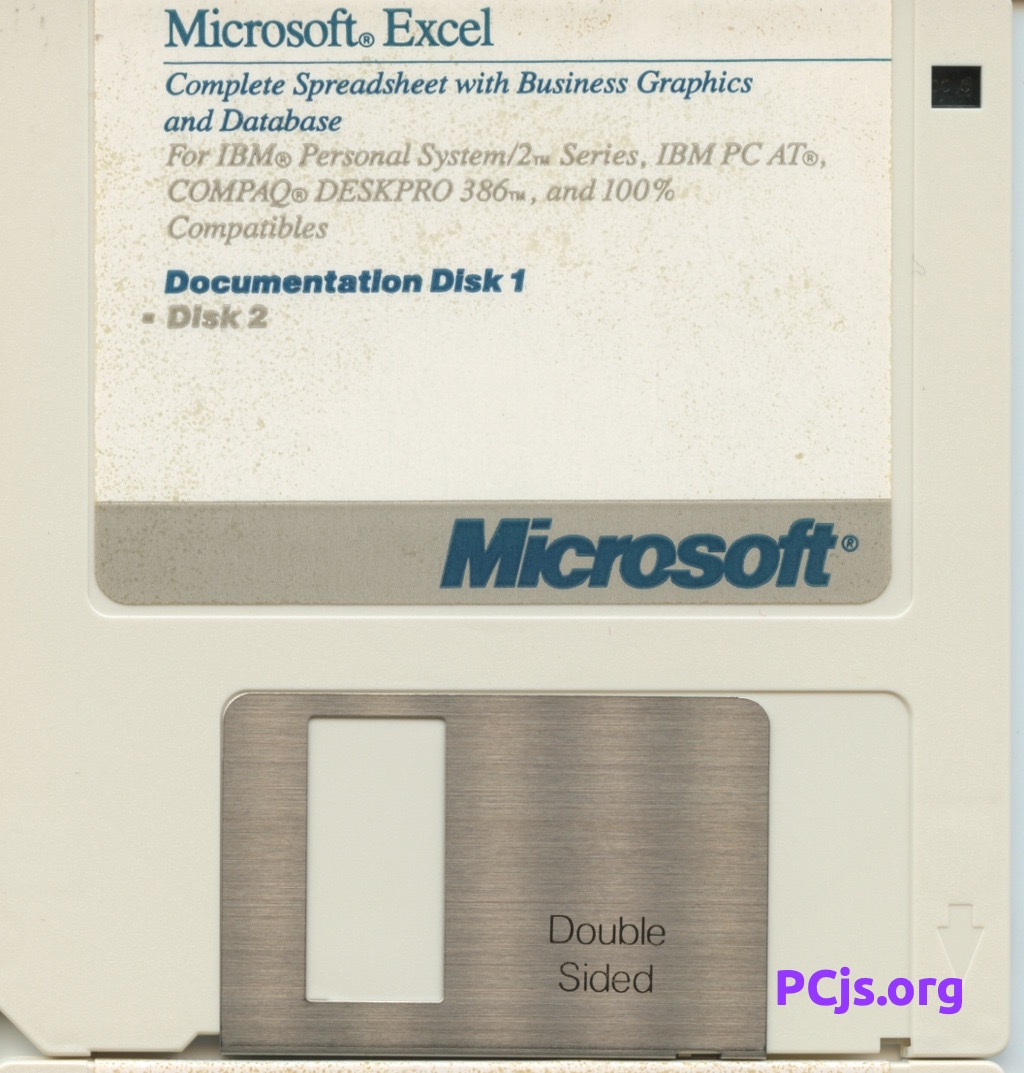 Microsoft® Excel
Complete Spreadsheet with Business Graphics
and Database
For IBM® Personal System/2™ Series, IBM PC AT®,
COMPAQ® DESKPRO 386™, and 100%
Compatibles
Documentation Disk 1
▪ Disk 2
Microsoft®
Double
Sided
PCjs.org